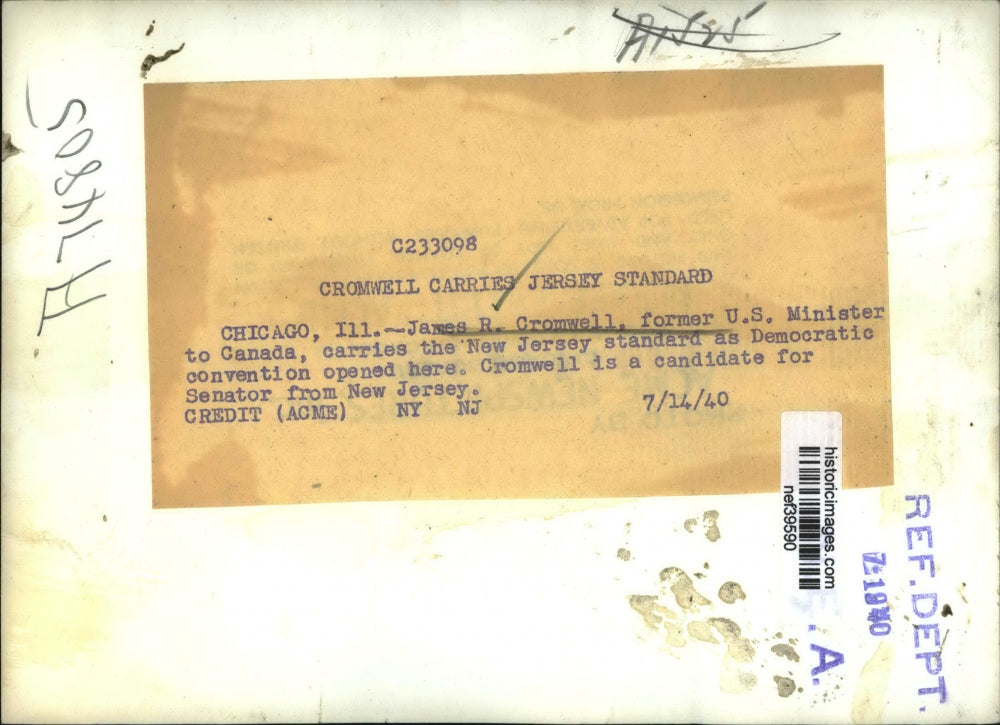 C233098
CROMWELL CARRIES JERSEY STANDARD
CHICAGO, Ill.--James R. Cromwell, former U.S. Minister
to Canada, carries the New Jersey standard as Democratic
convention opened here. Cromwell is a candidate for
Senator from New Jersey.
CREDIT (ACME) NY NJ 7/14/40
historicimages.com
nef39590
REF. DEPT.
A.